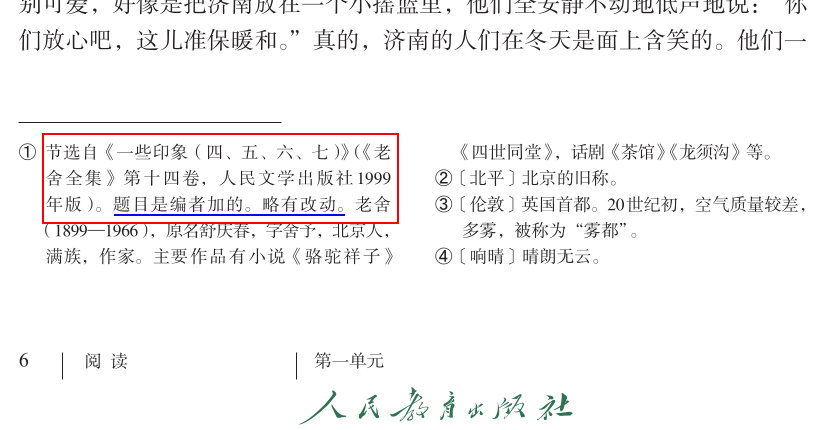 别可爱，好像是把济南放在一个小摇篮里，他们全安静不动地低声地说：“你
们放心吧，这儿准保暖和。”真的，济南的人们在冬天是面上含笑的。他们一
① 节选自《一些印象（四、五、六、七）》（《老
舍全集》第十四卷，人民文学出版社1999
年版）。题目是编者加的。略有改动。老舍
（1899—1966），原名舒庆春，字舍予，北京人，
满族，作家。主要作品有小说《骆驼祥子》
《四世同堂》，话剧《茶馆》《龙须沟》等。
②〔北平〕北京的旧称。
③〔伦敦〕英国首都。20世纪初，空气质量较差，
多雾，被称为“雾都”。
④〔响晴〕晴朗无云。
6 阅读 第一单元
人民教育出版社